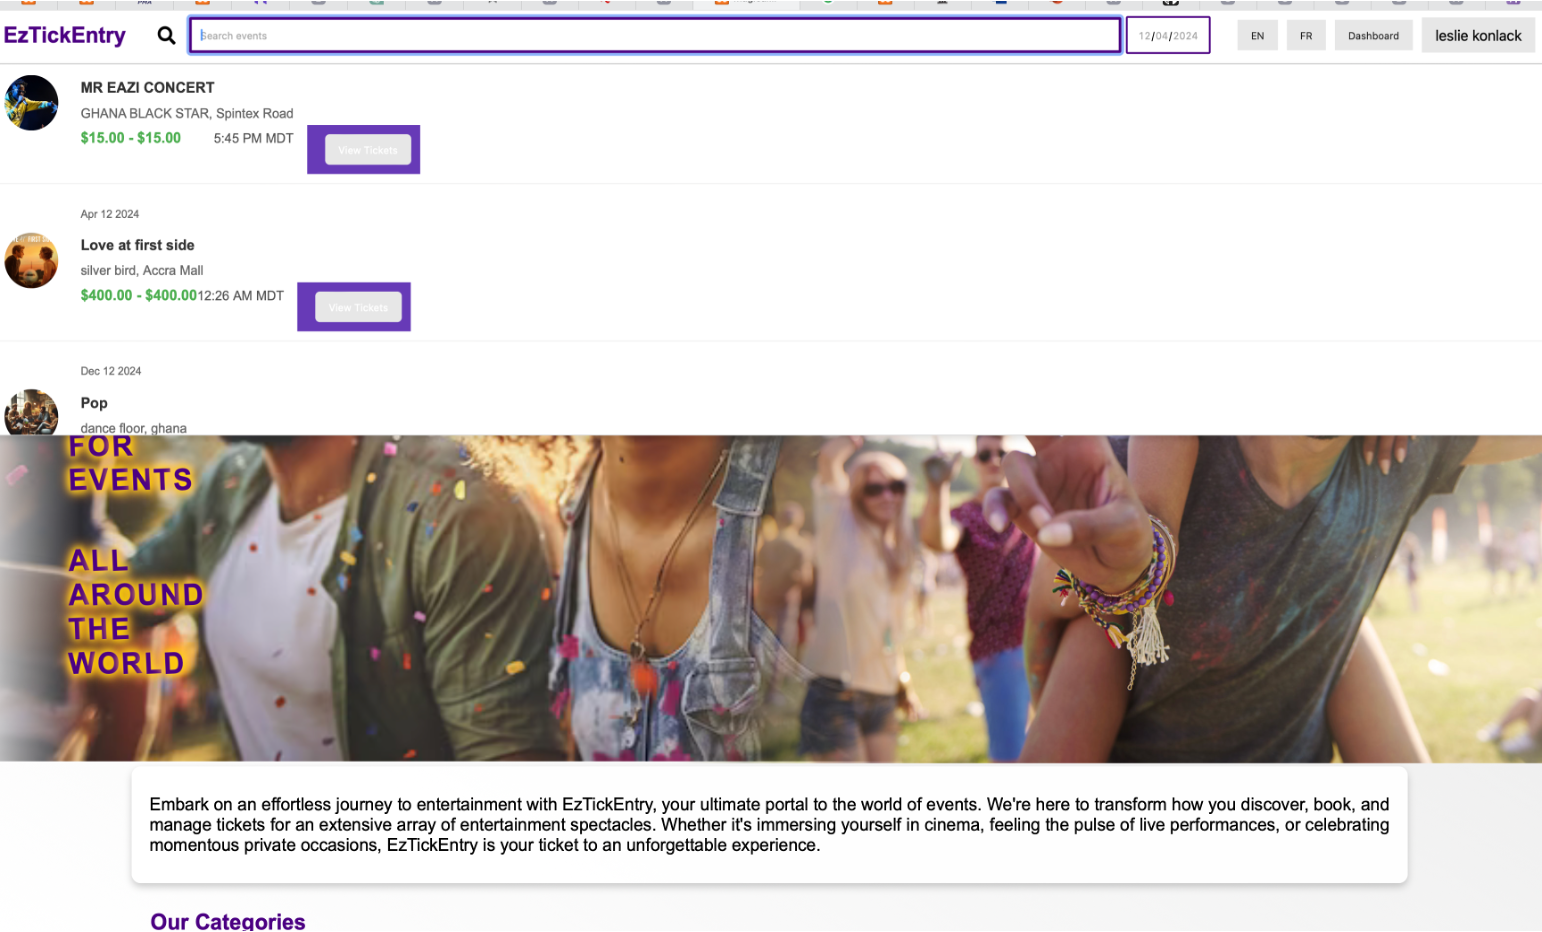 EzTickEntry
Search events
12/04/2024
EN
FR
Dashboard
leslie konlack
MR EAZI CONCERT
GHANA BLACK STAR, Spintex Road
$15.00 - $15.00 5:45 PM MDT View Tickets
Apr 12 2024
Love at first side
silver bird, Accra Mall
$400.00 - $400.00 12:26 AM MDT View Tickets
Dec 12 2024
Pop
dance floor, ghana
FOR
EVENTS
ALL
AROUND
THE
WORLD
Embark on an effortless journey to entertainment with EzTickEntry, your ultimate portal to the world of events. We're here to transform how you discover, book, and
manage tickets for an extensive array of entertainment spectacles. Whether it's immersing yourself in cinema, feeling the pulse of live performances, or celebrating
momentous private occasions, EzTickEntry is your ticket to an unforgettable experience.
Our Categories